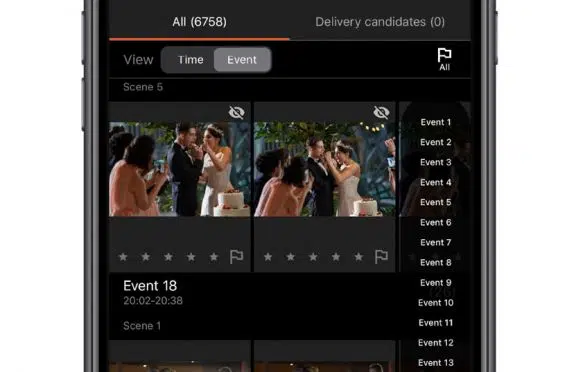 All (6758)
Delivery candidates (0)
View
Time
Event
All
Scene 5
Event 1
Event 2
Event 3
Event 4
Event 5
Event 6
Event 7
Event 8
Event 9
Event 10
Event 11
Event 12
Event 13
Event 18
20:02-20:38
Scene 1